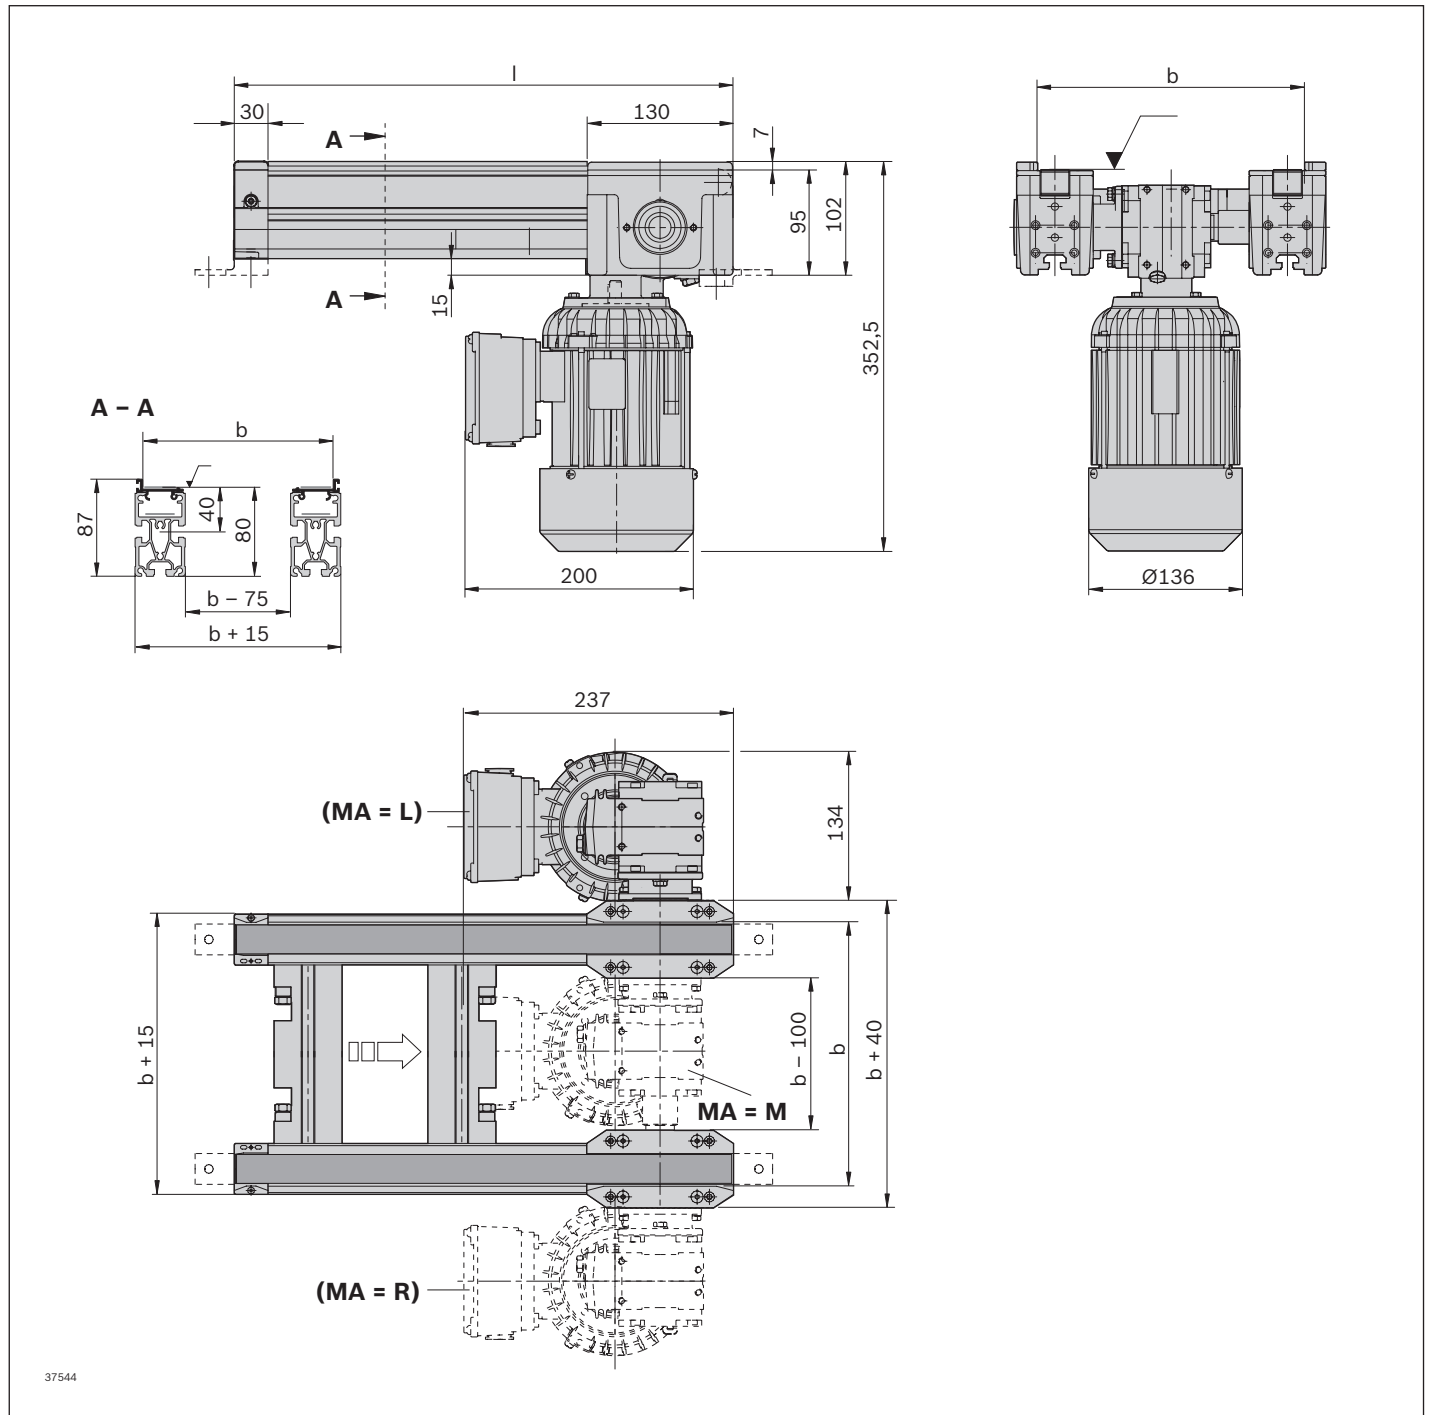 l
b
30
130
7
A
95
102
15
A
352,5
A – A
b
87
40
80
b – 75
b + 15
200
Ø136
237
(MA = L)
134
b + 15
b – 100
b
b + 40
MA = M
(MA = R)
37544